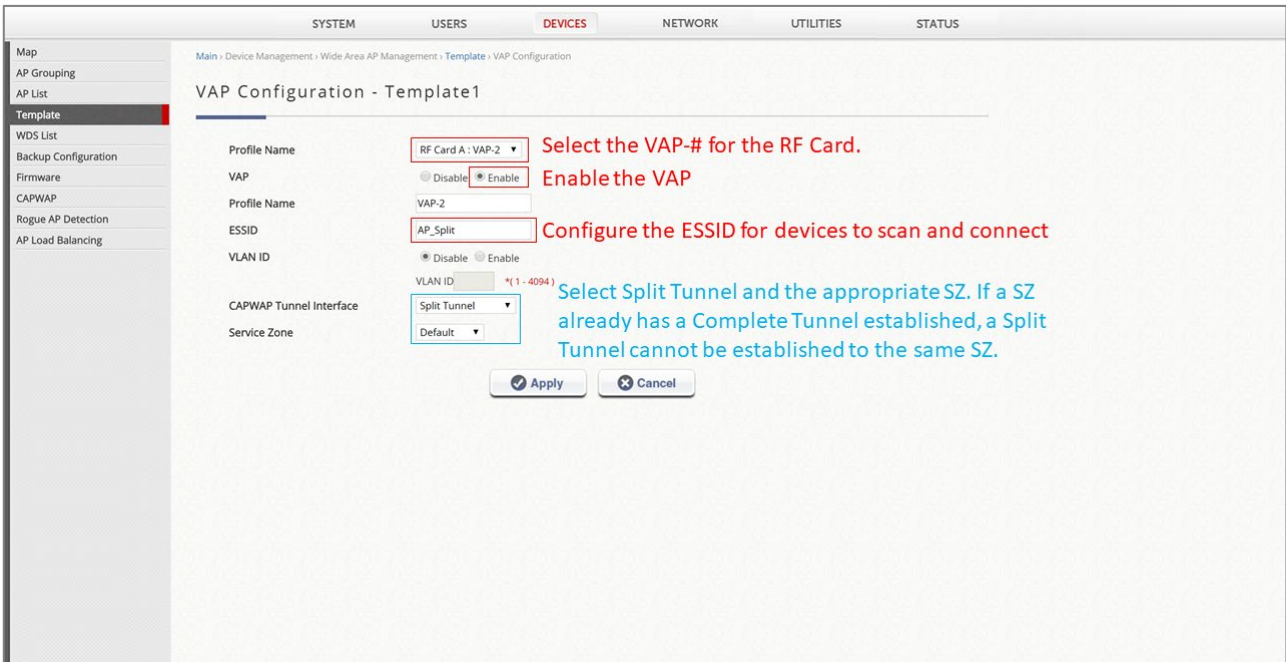 SYSTEM USERS DEVICES NETWORK UTILITIES STATUS
Map
AP Grouping
AP List
Template
WDS List
Backup Configuration
Firmware
CAPWAP
Rogue AP Detection
AP Load Balancing
Main › Device Management › Wide Area AP Management › Template › VAP Configuration
VAP Configuration - Template1
Profile Name RF Card A : VAP-2 Select the VAP-# for the RF Card.
VAP Disable Enable Enable the VAP
Profile Name VAP-2
ESSID AP_Split Configure the ESSID for devices to scan and connect
VLAN ID Disable Enable
VLAN ID *( 1 - 4094 )
CAPWAP Tunnel Interface Split Tunnel
Service Zone Default
Select Split Tunnel and the appropriate SZ. If a SZ
already has a Complete Tunnel established, a Split
Tunnel cannot be established to the same SZ.
Apply Cancel